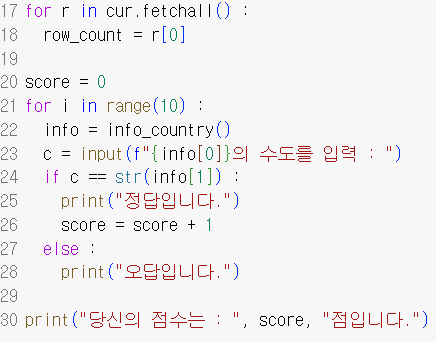 17 for r in cur.fetchall() :
18   row_count = r[0]
19
20 score = 0
21 for i in range(10) :
22   info = info_country()
23   c = input(f"{info[0]}의 수도를 입력 : ")
24   if c == str(info[1]) :
25     print("정답입니다.")
26     score = score + 1
27   else :
28     print("오답입니다.")
29
30 print("당신의 점수는 : ", score, "점입니다.")